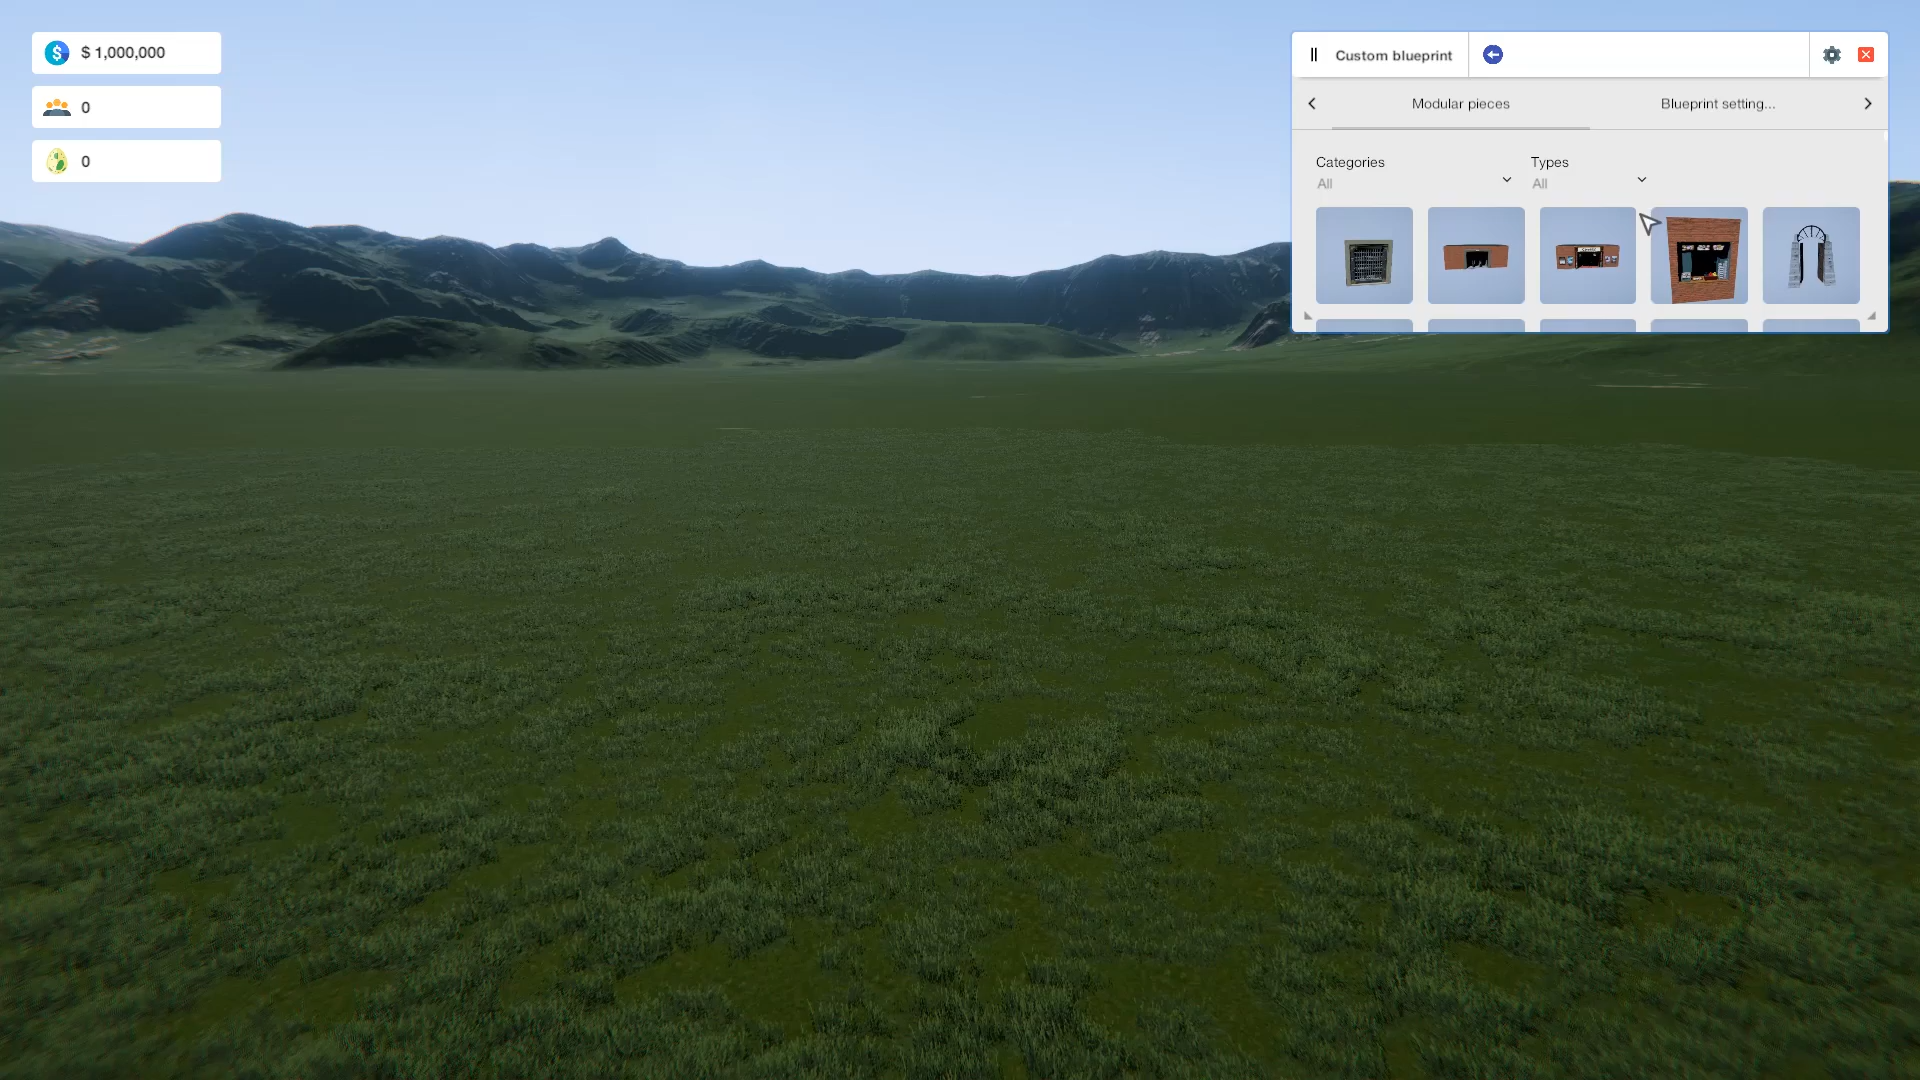 $ 1,000,000
0
0
Custom blueprint
Modular pieces
Blueprint setting...
Categories
All
Types
All